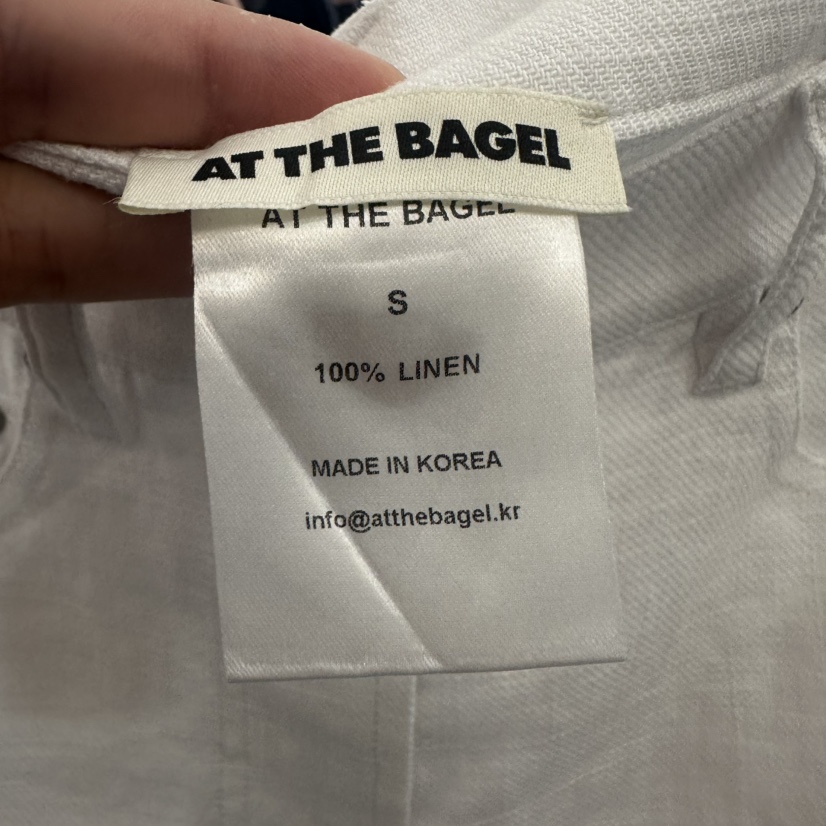 AT THE BAGEL
AT THE BAGEL
S
100% LINEN
MADE IN KOREA
info@atthebagel.kr